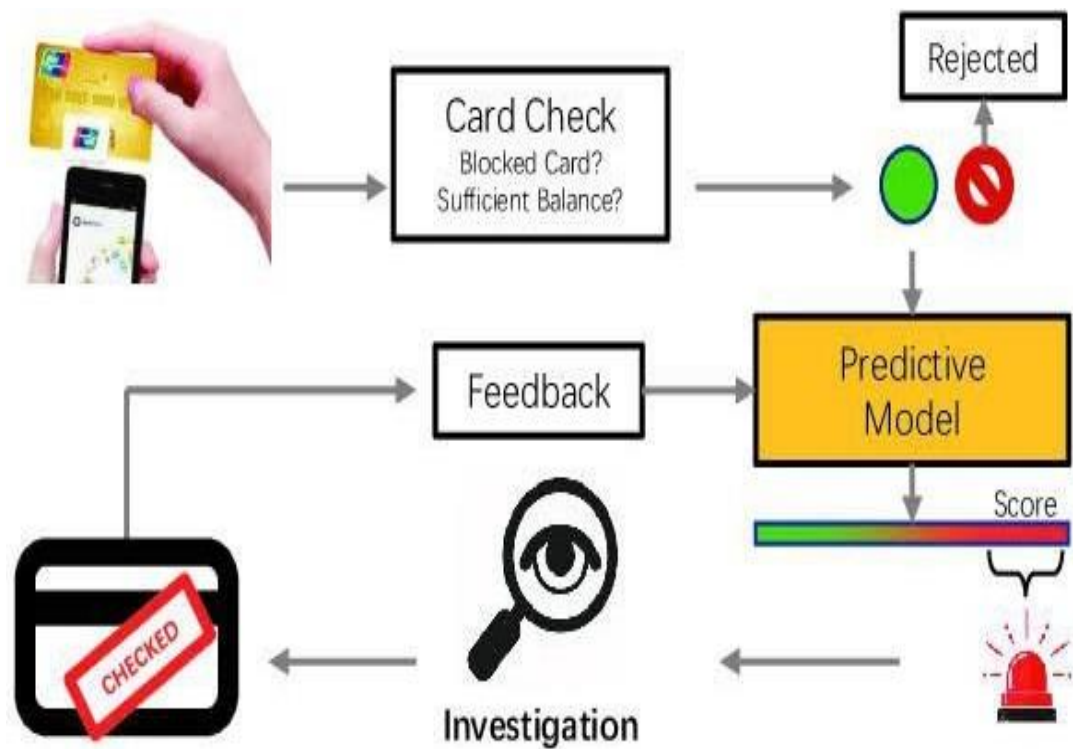 Card Check
Blocked Card?
Sufficient Balance?
Rejected
Predictive
Model
Feedback
Score
CHECKED
Investigation